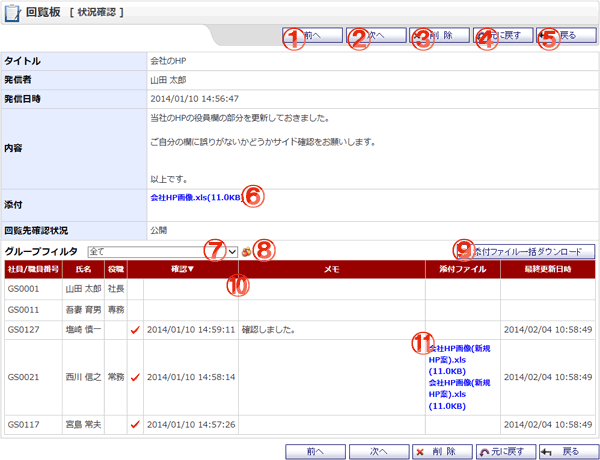 回覧板 [ 状況確認 ]
① 前へ ② 次へ ③ 削 除 ④ 元に戻す ⑤ 戻る
タイトル 会社のHP
発信者 山田 太郎
発信日時 2014/01/10 14:56:47
内容 当社のHPの役員欄の部分を更新しておきました。
ご自分の欄に誤りがないかどうかサイド確認をお願いします。
以上です。
添付 会社HP画像.xls(11.0KB) ⑥
回覧先確認状況 公開
グループフィルタ 全て ⑦ ⑧ ⑨ 添付ファイル一括ダウンロード
社員/職員番号 氏名 役職 確認▼ メモ 添付ファイル 最終更新日時
⑩
GS0001 山田 太郎 社長
GS0011 吾妻 育男 専務
GS0127 塩崎 慎一 2014/01/10 14:59:11 確認しました。 2014/02/04 10:58:49
⑪
GS0021 西川 信之 常務 2014/01/10 14:58:14 会社HP画像(新規
HP案).xls
(11.0KB)
会社HP画像(新規
HP案).xls
(11.0KB) 2014/02/04 10:58:49
GS0117 宮島 常夫 2014/01/10 14:57:26 2014/02/04 10:58:49
前へ 次へ 削 除 元に戻す 戻る